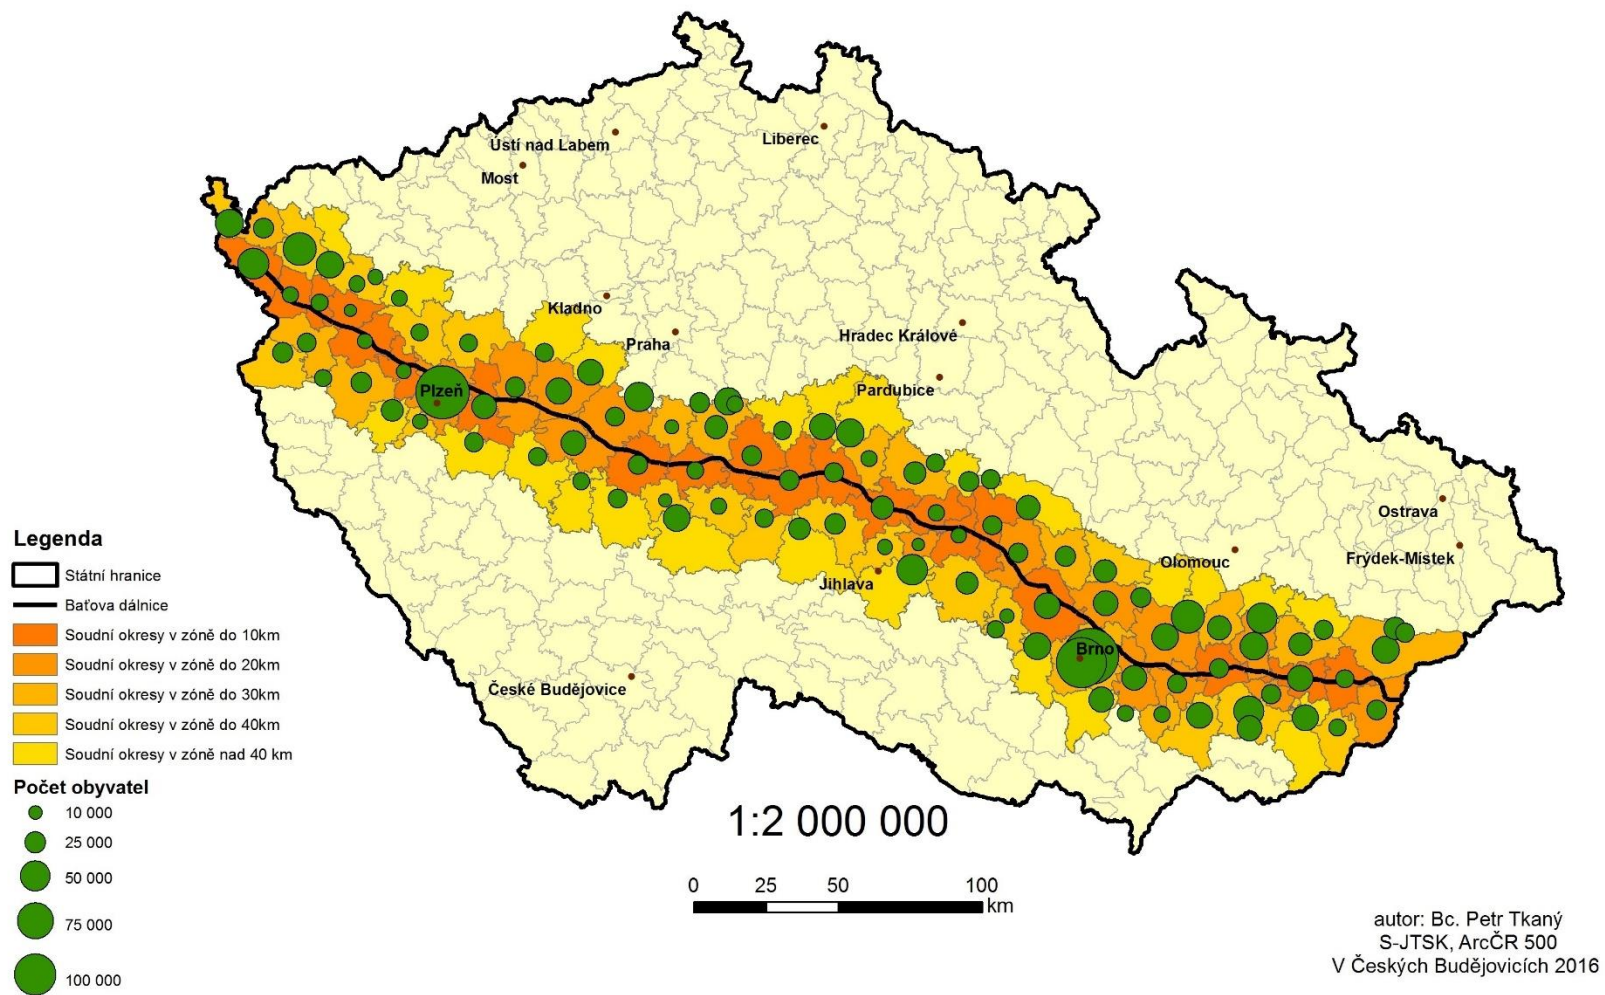 Ústí nad Labem
Liberec
Most
Kladno
Praha
Hradec Králové
Pardubice
Plzeň
Ostrava
Olomouc
Frýdek-Místek
Jihlava
Brno
České Budějovice
Legenda
Státní hranice
Baťova dálnice
Soudní okresy v zóně do 10km
Soudní okresy v zóně do 20km
Soudní okresy v zóně do 30km
Soudní okresy v zóně do 40km
Soudní okresy v zóně nad 40 km
Počet obyvatel
10 000
25 000
50 000
75 000
100 000
1:2 000 000
0 25 50 100
km
autor: Bc. Petr Tkaný
S-JTSK, ArcČR 500
V Českých Budějovicích 2016